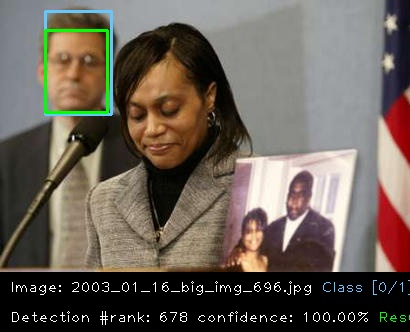 Image: 2003_01_16_big_img_696.jpg Class [0/1]
Detection #rank: 678 confidence: 100.00% Res